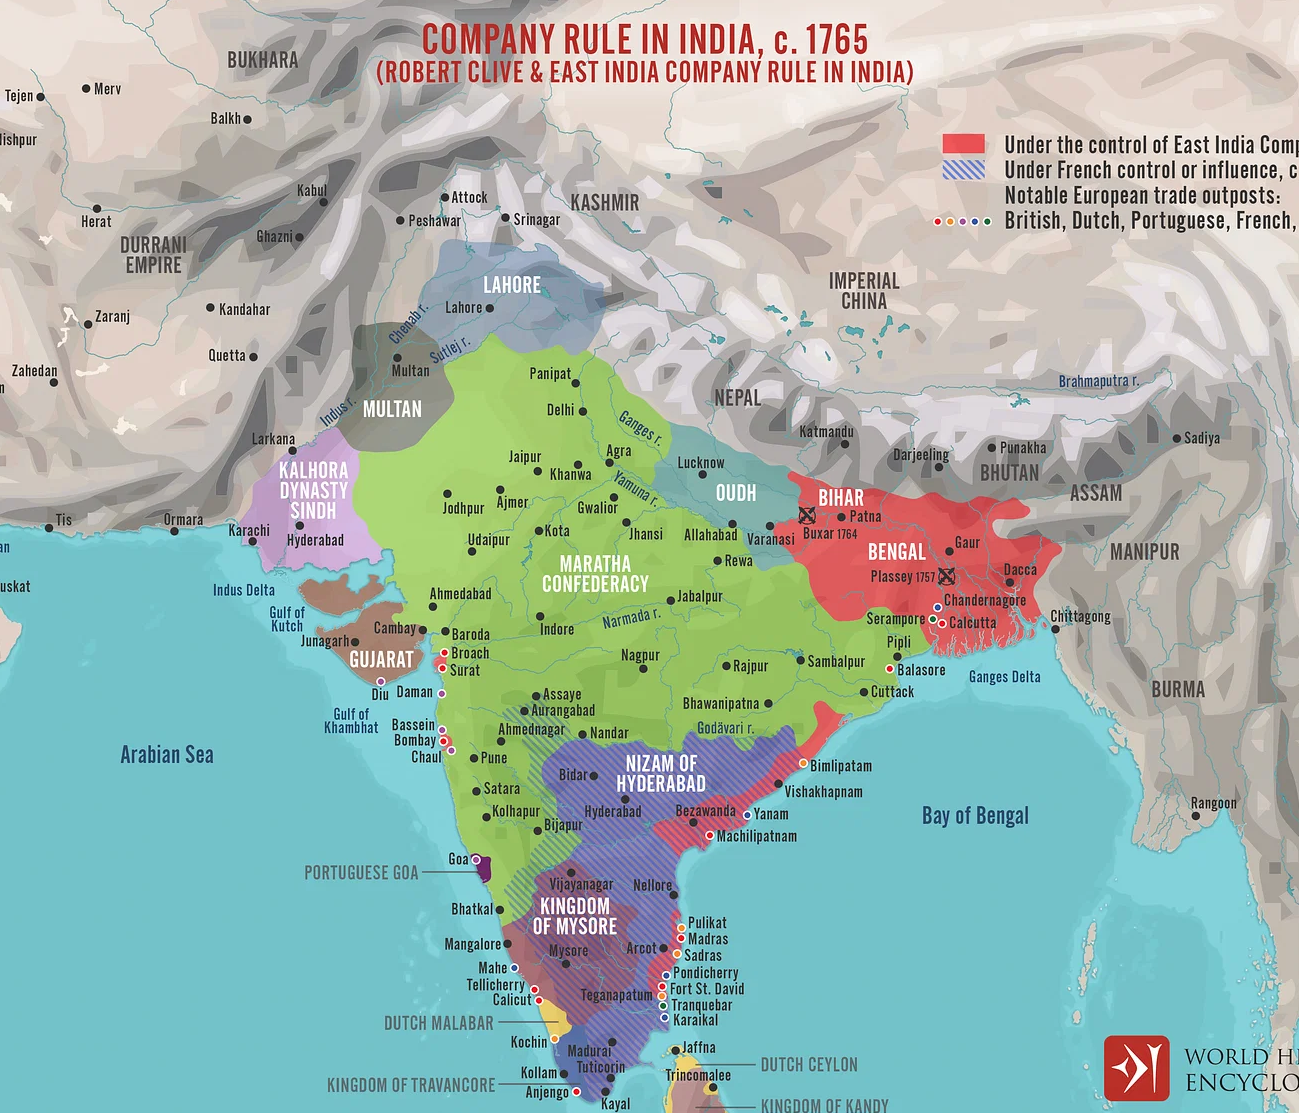 COMPANY RULE IN INDIA, c. 1765
(ROBERT CLIVE & EAST INDIA COMPANY RULE IN INDIA)
Under the control of East India Comp
Under French control or influence, c
Notable European trade outposts:
British, Dutch, Portuguese, French,
BUKHARA
Tejen
Merv
Balkh
lishpur
Kabul
Attock
KASHMIR
Herat
Peshawar
Srinagar
Ghazni
DURRANI
EMPIRE
IMPERIAL
CHINA
LAHORE
Lahore
Kandahar
Zaranj
Chenab r.
Sutlej r.
Quetta
Multan
Zahedan
Panipat
Brahmaputra r.
NEPAL
MULTAN
Indus r.
Delhi
Ganges r.
Katmandu
Larkana
Sadiya
Punakha
Darjeeling
BHUTAN
Jaipur
Agra
Khanwa
Lucknow
KALHORA
DYNASTY
SINDH
Yamuna r.
OUDH
BIHAR
ASSAM
Jodhpur
Ajmer
Gwalior
Patna
Tis
Ormara
Karachi
Hyderabad
Kota
Jhansi
Allahabad
Varanasi
Buxar 1764
Udaipur
Gaur
BENGAL
MANIPUR
MARATHA
CONFEDERACY
Rewa
Plassey 1757
Dacca
uskat
Indus Delta
Ahmedabad
Jabalpur
Chandernagore
Gulf of
Kutch
Narmada r.
Serampore
Calcutta
Chittagong
Cambay
Indore
Junagarh
Baroda
Pipli
Broach
GUJARAT
Nagpur
Rajpur
Sambalpur
Surat
Balasore
Ganges Delta
Diu
Daman
Assaye
Cuttack
BURMA
Aurangabad
Bhawanipatna
Gulf of
Khambhat
Bassein
Ahmednagar
Nandar
Godāvari r.
Bombay
Arabian Sea
Chaul
Pune
NIZAM OF
HYDERABAD
Bidar
Bimlipatam
Satara
Vishakhapnam
Hyderabad
Bezawanda
Yanam
Bay of Bengal
Rangoon
Kolhapur
Bijapur
Machilipatnam
Goa
PORTUGUESE GOA
Vijayanagar
Nellore
Bhatkal
KINGDOM
OF MYSORE
Pulikat
Madras
Mangalore
Mysore
Arcot
Sadras
Mahe
Pondicherry
Tellicherry
Fort St. David
Calicut
Teganapatum
Tranquebar
DUTCH MALABAR
Karaikal
Kochin
Madurai
Jaffna
WORLD HI
ENCYCLO
DUTCH CEYLON
Tuticorin
Kollam
Trincomalee
KINGDOM OF TRAVANCORE
Anjengo
Kayal
KINGDOM OF KANDY